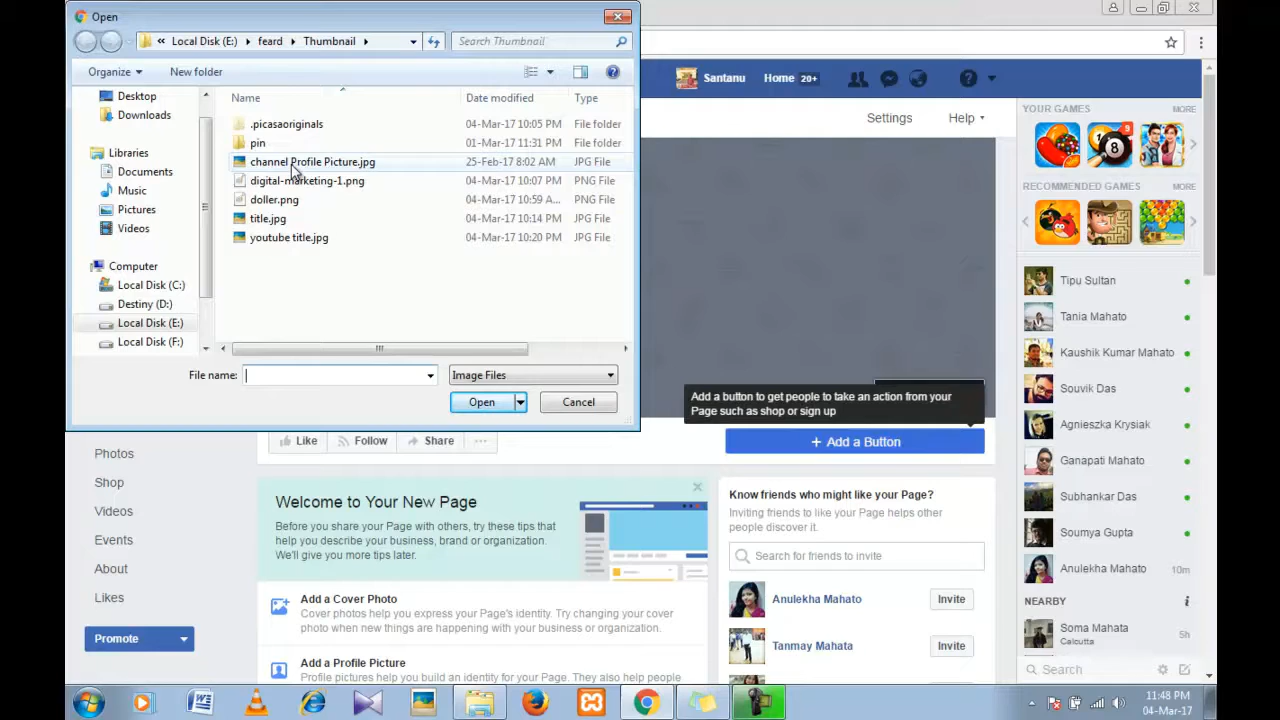 Open
Local Disk (E:)
feard
Thumbnail
Search Thumbnail
Organize
New folder
Desktop
Downloads
Libraries
Documents
Music
Pictures
Videos
Computer
Local Disk (C:)
Destiny (D:)
Local Disk (E:)
Local Disk (F:)
Name Date modified Type
.picasaoriginals 04-Mar-17 10:05 PM File folder
pin 01-Mar-17 11:31 PM File folder
channel Profile Picture.jpg 25-Feb-17 8:02 AM JPG File
digital-marketing-1.png 04-Mar-17 10:07 PM PNG File
doller.png 04-Mar-17 10:59 A... PNG File
title.jpg 04-Mar-17 10:14 PM JPG File
youtube title.jpg 04-Mar-17 10:20 PM JPG File
File name:
Image Files
Open
Cancel
Santanu
Home 20+
Settings
Help
Add a button to get people to take an action from your
Page such as shop or sign up
Like
Follow
Share
+ Add a Button
Photos
Shop
Videos
Events
About
Likes
Promote
Welcome to Your New Page
Before you share your Page with others, try these tips that
help you describe your business, brand or organization.
We'll give you more tips later.
Add a Cover Photo
Cover photos help you express your Page's identity. Try changing your cover
photo when new things are happening with your business or organization.
Add a Profile Picture
Profile pictures help you build an identity for your Page. They also help people
Know friends who might like your Page?
Inviting friends to like your Page helps other
people discover it.
Search for friends to invite
Anulekha Mahato
Invite
Tanmay Mahata
Invite
YOUR GAMES
MORE
9
RECOMMENDED GAMES
MORE
Tipu Sultan
Tania Mahato
Kaushik Kumar Mahato
Souvik Das
Agnieszka Krysiak
Ganapati Mahato
Subhankar Das
Soumya Gupta
Anulekha Mahato 10m
NEARBY
Soma Mahata 5h
Calcutta
Search
11:48 PM
04-Mar-17